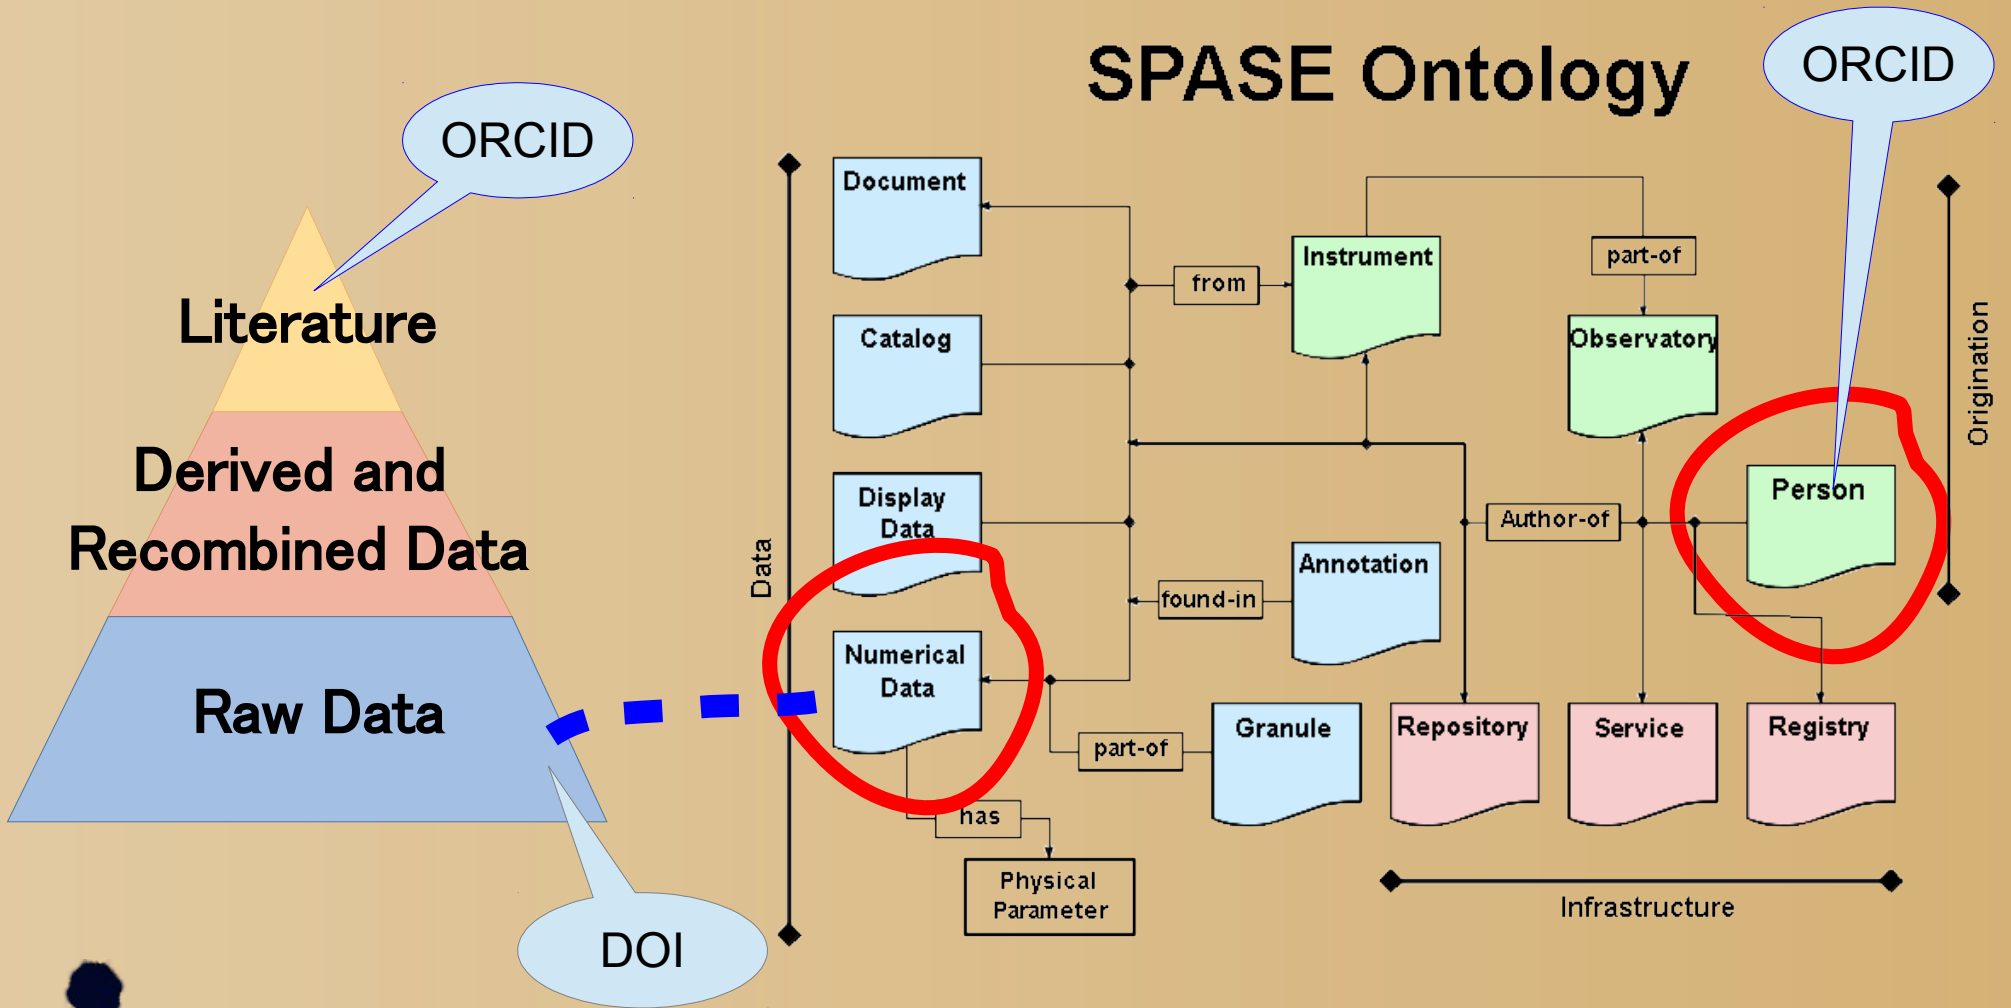 SPASE Ontology
ORCID
ORCID
Literature
Derived and
Recombined Data
Raw Data
DOI
Data
Document
Catalog
Display
Data
Numerical
Data
from
Instrument
part-of
Observatory
Origination
Person
Author-of
Annotation
found-in
part-of
Granule
Repository
Service
Registry
has
Physical
Parameter
Infrastructure